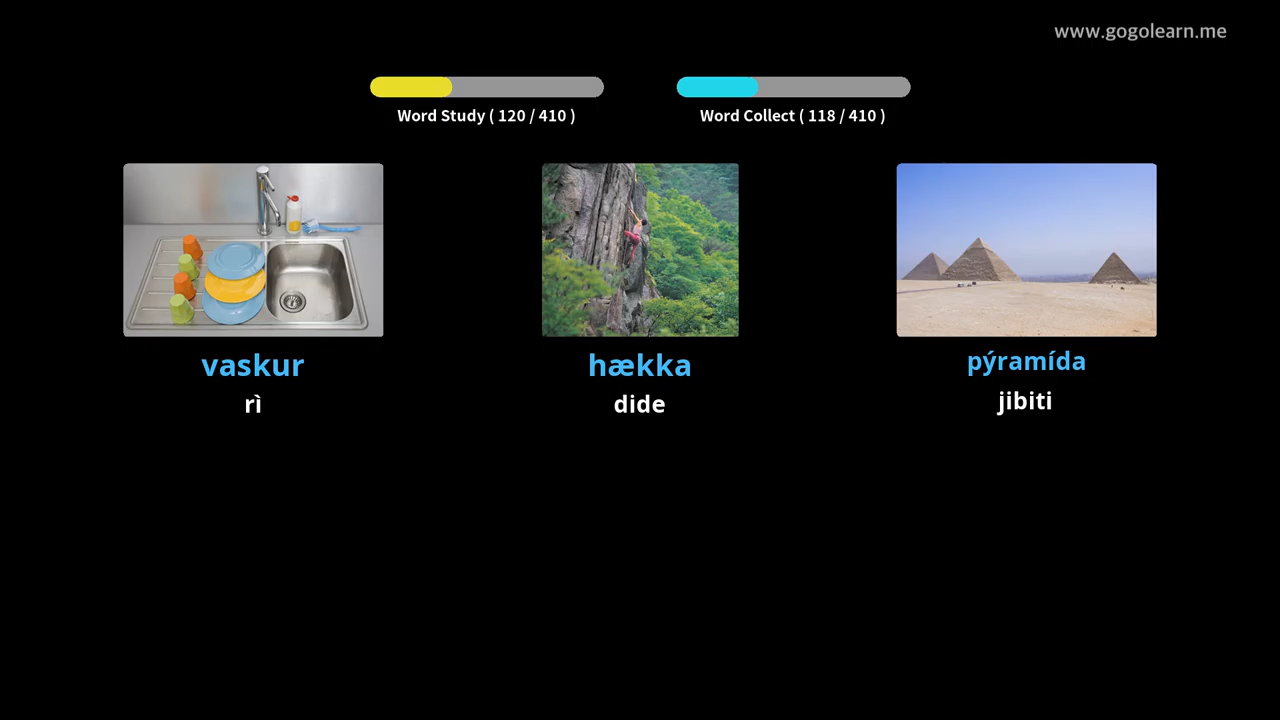 www.gogolearn.me
Word Study ( 120 / 410 )
Word Collect ( 118 / 410 )
vaskur
rì
hækka
dide
pýramída
jibiti